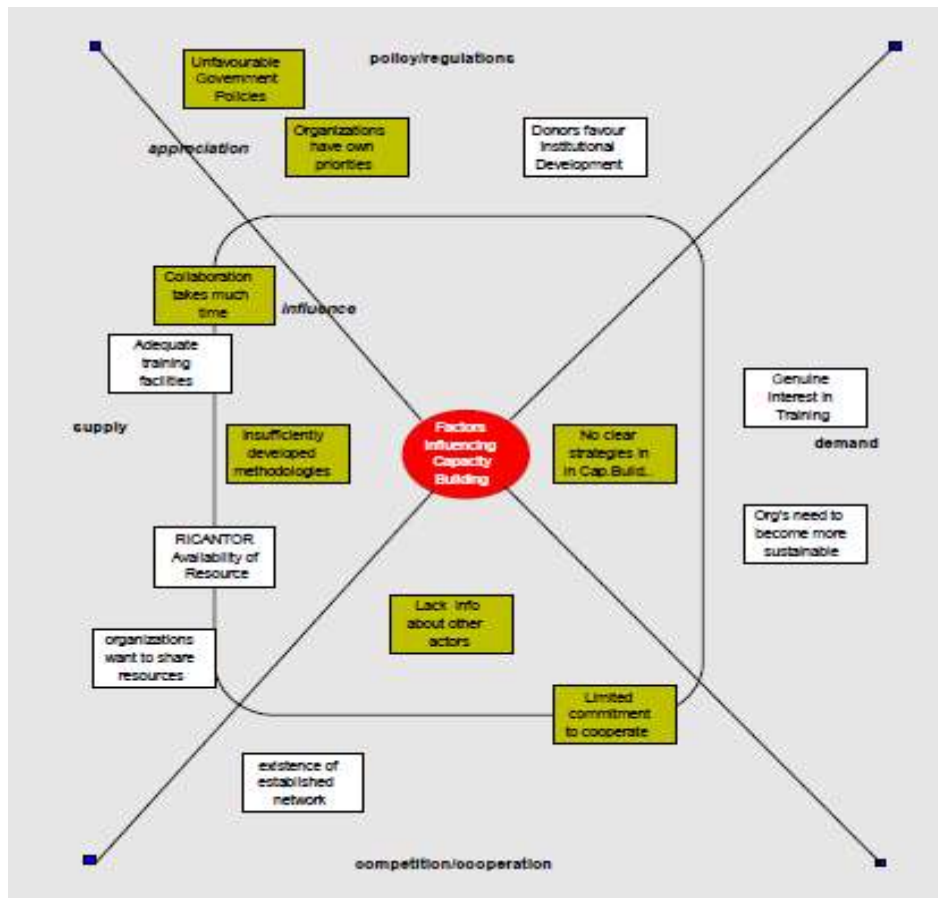 policy/regulations
Unfavourable
Government
Policies
Organizations
have own
priorities
Donors favour
Institutional
Development
appreciation
Collaboration
takes much
time
influence
Adequate
training
facilities
Genuine
Interest in
Training
supply
Insufficiently
developed
methodologies
Factors
Influencing
Capacity
Building
No clear
strategies in
in Cap.Build..
demand
RICANTOR
Availability of
Resource
Org's need to
become more
sustainable
Lack info
about other
actors
organizations
want to share
resources
Limited
commitment
to cooperate
existence of
established
network
competition/cooperation